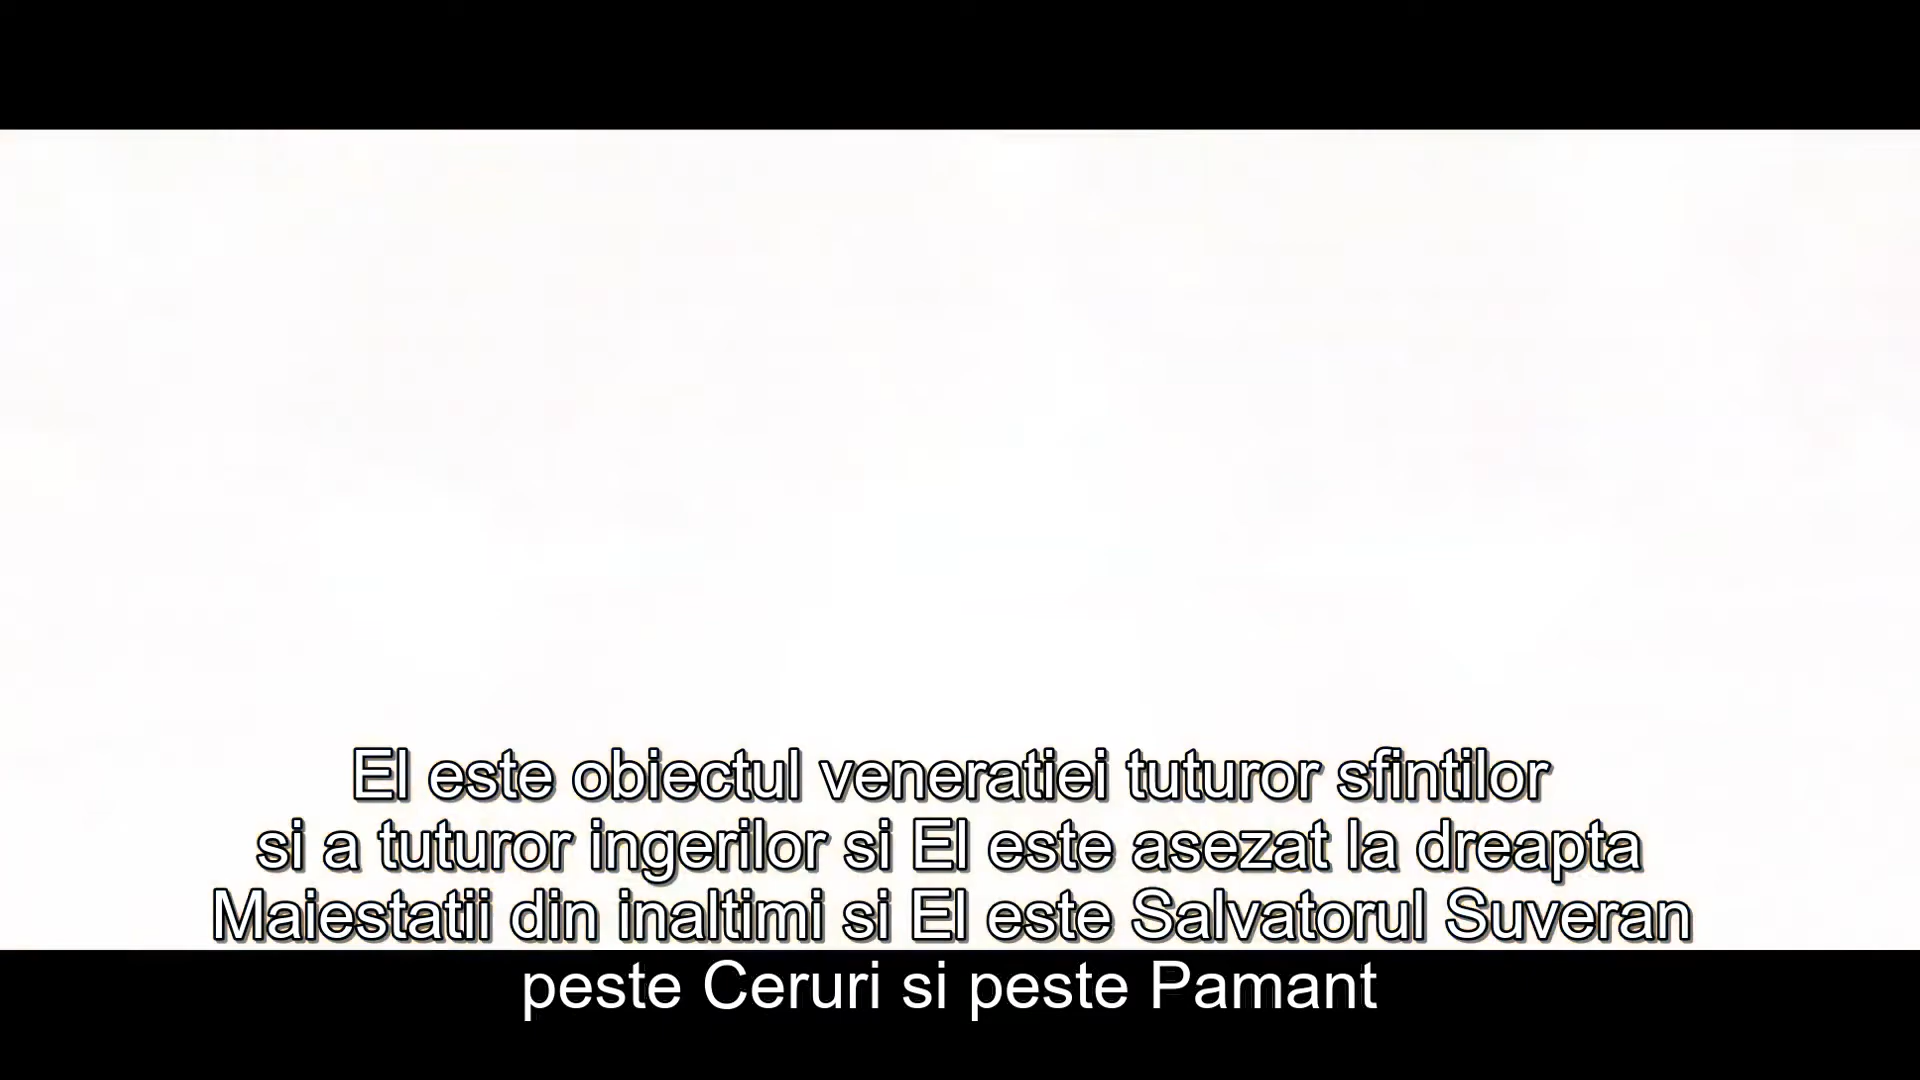 El este obiectul veneratiei tuturor sfintilor
si a tuturor ingerilor si El este asezat la dreapta
Maiestatii din inaltimi si El este Salvatorul Suveran
peste Ceruri si peste Pamant